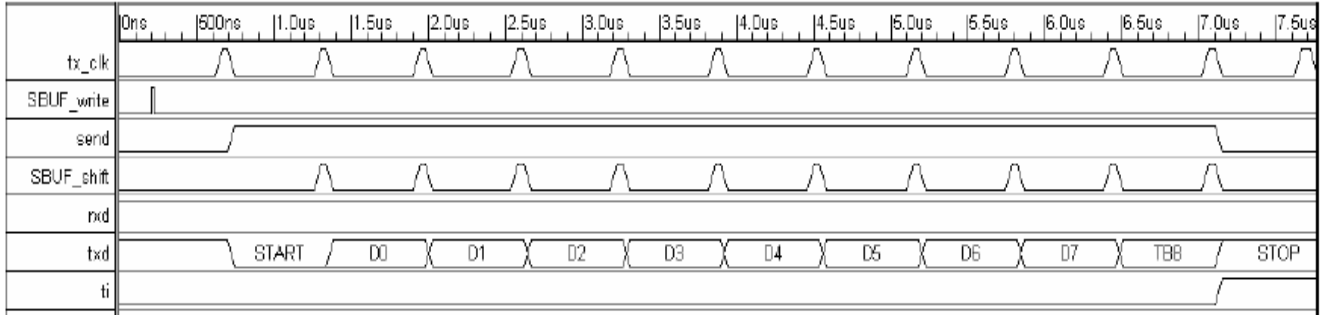 0ns 500ns 1.0us 1.5us 2.0us 2.5us 3.0us 3.5us 4.0us 4.5us 5.0us 5.5us 6.0us 6.5us 7.0us 7.5us
tx_clk
SBUF_write
send
SBUF_shift
rxd
txd START D0 D1 D2 D3 D4 D5 D6 D7 TB8 STOP
ti